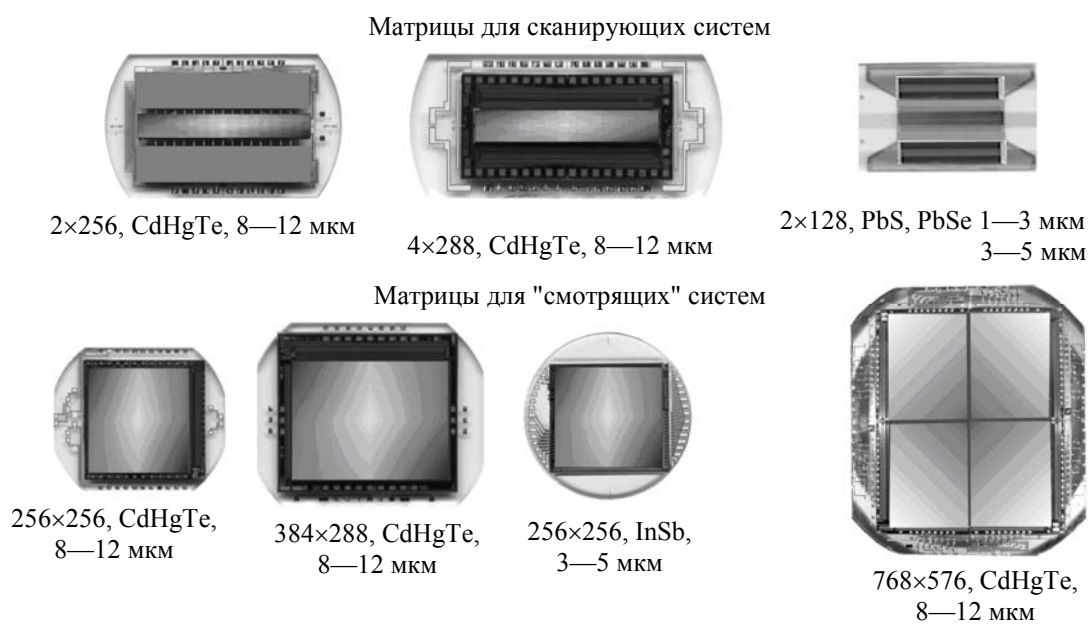 Матрицы для сканирующих систем
2×256, CdHgTe, 8—12 мкм
4×288, CdHgTe, 8—12 мкм
2×128, PbS, PbSe 1—3 мкм
3—5 мкм
Матрицы для "смотрящих" систем
256×256, CdHgTe,
8—12 мкм
384×288, CdHgTe,
8—12 мкм
256×256, InSb,
3—5 мкм
768×576, CdHgTe,
8—12 мкм